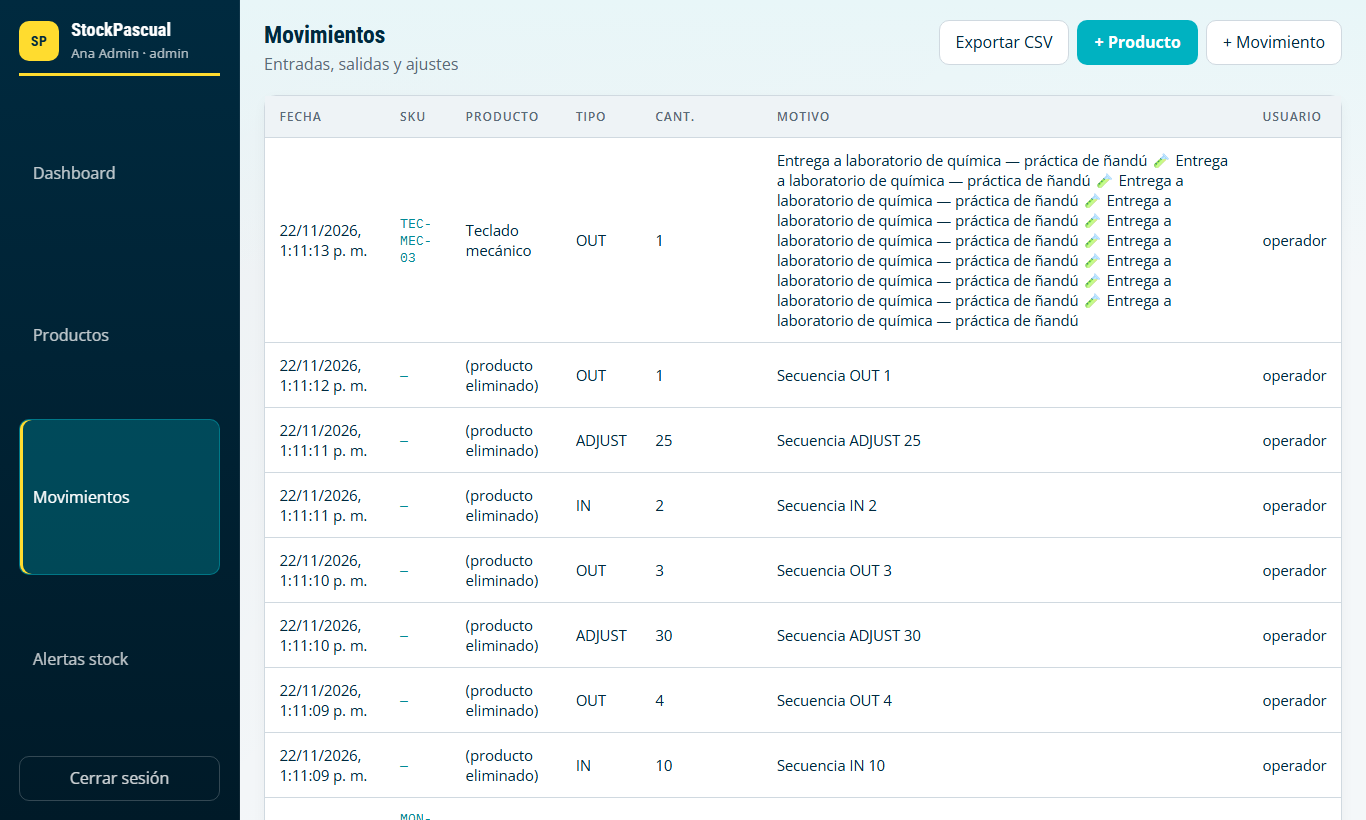 SP
StockPascual
Ana Admin · admin
Dashboard
Productos
Movimientos
Alertas stock
Cerrar sesión
Movimientos
Entradas, salidas y ajustes
Exportar CSV
+ Producto
+ Movimiento
FECHA SKU PRODUCTO TIPO CANT. MOTIVO USUARIO
22/11/2026,
1:11:13 p. m.
TEC-
MEC-
03
Teclado
mecánico
OUT
1
Entrega a laboratorio de química — práctica de ñandú 🧪 Entrega
a laboratorio de química — práctica de ñandú 🧪 Entrega a
laboratorio de química — práctica de ñandú 🧪 Entrega a
laboratorio de química — práctica de ñandú 🧪 Entrega a
laboratorio de química — práctica de ñandú 🧪 Entrega a
laboratorio de química — práctica de ñandú 🧪 Entrega a
laboratorio de química — práctica de ñandú 🧪 Entrega a
laboratorio de química — práctica de ñandú 🧪 Entrega a
laboratorio de química — práctica de ñandú
operador
22/11/2026,
1:11:12 p. m.
—
(producto
eliminado)
OUT
1
Secuencia OUT 1
operador
22/11/2026,
1:11:11 p. m.
—
(producto
eliminado)
ADJUST
25
Secuencia ADJUST 25
operador
22/11/2026,
1:11:11 p. m.
—
(producto
eliminado)
IN
2
Secuencia IN 2
operador
22/11/2026,
1:11:10 p. m.
—
(producto
eliminado)
OUT
3
Secuencia OUT 3
operador
22/11/2026,
1:11:10 p. m.
—
(producto
eliminado)
ADJUST
30
Secuencia ADJUST 30
operador
22/11/2026,
1:11:09 p. m.
—
(producto
eliminado)
OUT
4
Secuencia OUT 4
operador
22/11/2026,
1:11:09 p. m.
—
(producto
eliminado)
IN
10
Secuencia IN 10
operador
MON-